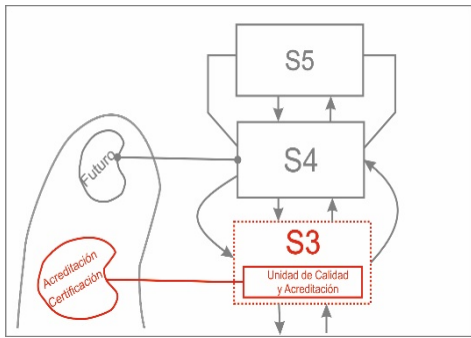 S5
S4
Futuro
S3
Unidad de Calidad
y Acreditación
Acreditación
Certificación